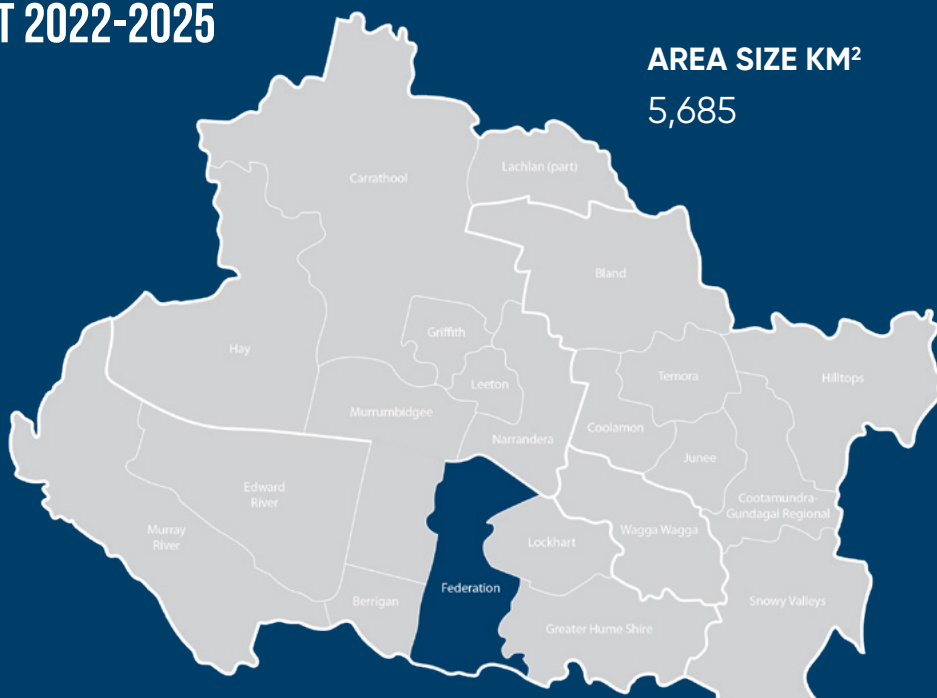 T 2022-2025
AREA SIZE KM²
5,685
Lachlan (part)
Carrathool
Bland
Griffith
Hay
Temora
Hilltops
Leeton
Murrumbidgee
Coolamon
Narrandera
Junee
Edward
River
Cootamundra-
Gundagai Regional
Murray
River
Wagga Wagga
Lockhart
Federation
Berrigan
Snowy Valleys
Greater Hume Shire